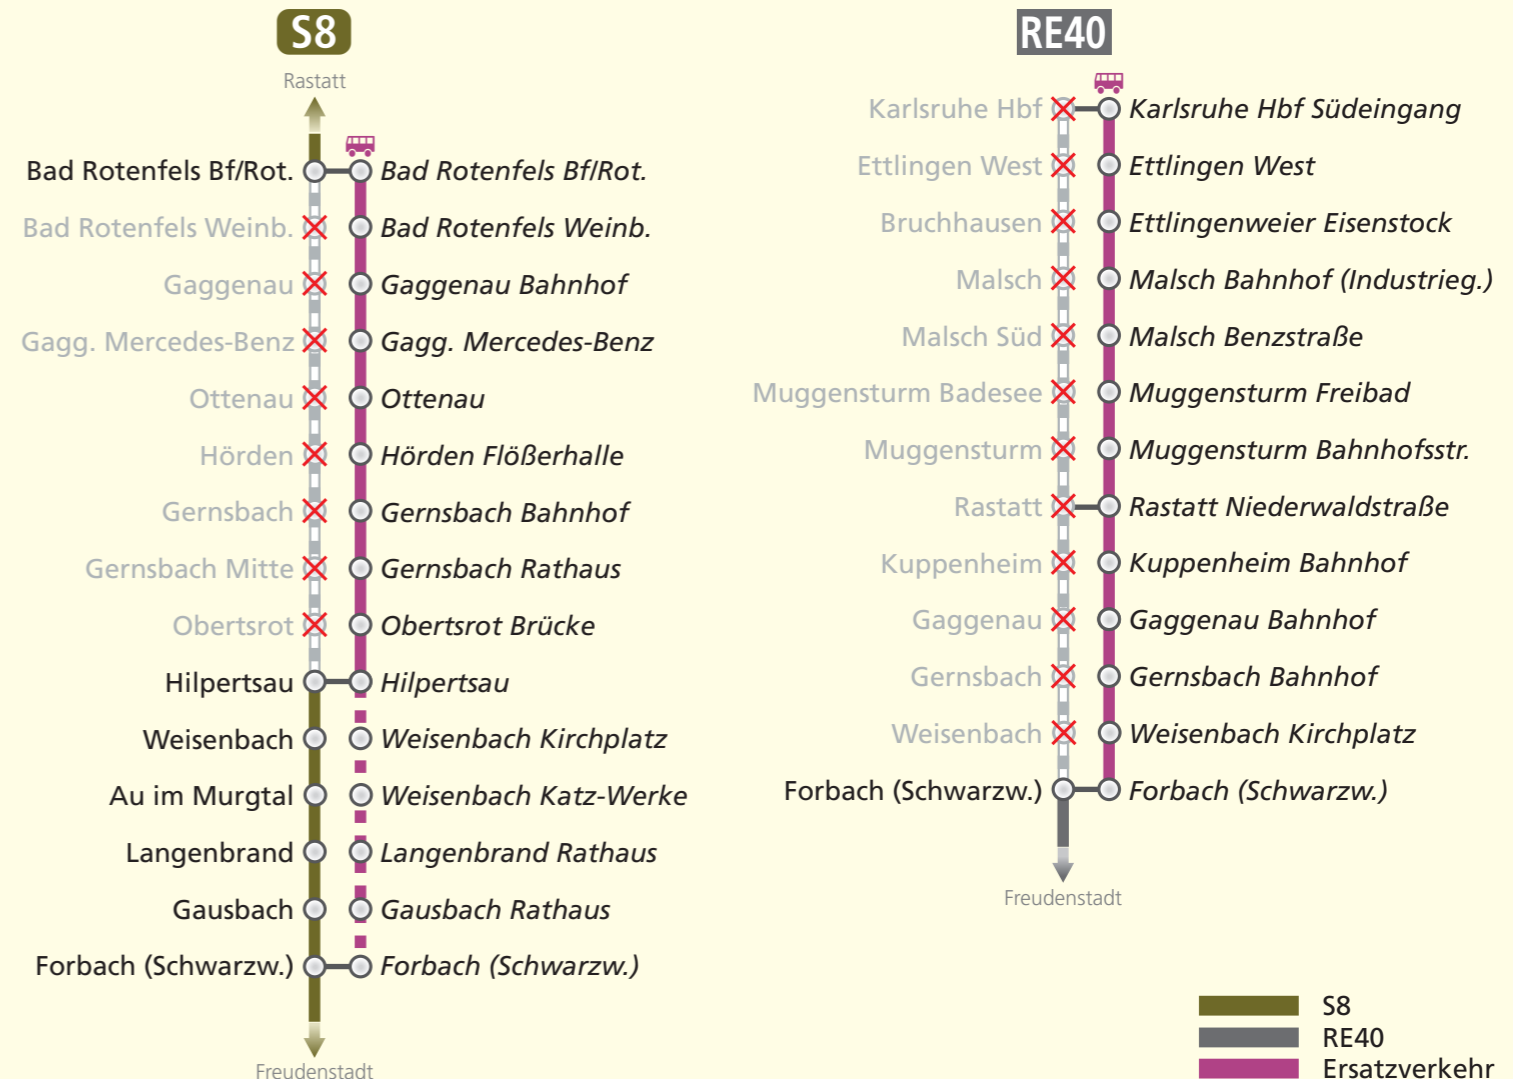 S8
Rastatt
Bad Rotenfels Bf/Rot. Bad Rotenfels Bf/Rot.
Bad Rotenfels Weinb. Bad Rotenfels Weinb.
Gaggenau Gaggenau Bahnhof
Gagg. Mercedes-Benz Gagg. Mercedes-Benz
Ottenau Ottenau
Hörden Hörden Flößerhalle
Gernsbach Gernsbach Bahnhof
Gernsbach Mitte Gernsbach Rathaus
Obertsrot Obertsrot Brücke
Hilpertsau Hilpertsau
Weisenbach Weisenbach Kirchplatz
Au im Murgtal Weisenbach Katz-Werke
Langenbrand Langenbrand Rathaus
Gausbach Gausbach Rathaus
Forbach (Schwarzw.) Forbach (Schwarzw.)
Freudenstadt
RE40
Karlsruhe Hbf Karlsruhe Hbf Südeingang
Ettlingen West Ettlingen West
Bruchhausen Ettlingenweier Eisenstock
Malsch Malsch Bahnhof (Industrieg.)
Malsch Süd Malsch Benzstraße
Muggensturm Badesee Muggensturm Freibad
Muggensturm Muggensturm Bahnhofsstr.
Rastatt Rastatt Niederwaldstraße
Kuppenheim Kuppenheim Bahnhof
Gaggenau Gaggenau Bahnhof
Gernsbach Gernsbach Bahnhof
Weisenbach Weisenbach Kirchplatz
Forbach (Schwarzw.) Forbach (Schwarzw.)
Freudenstadt
S8
RE40
Ersatzverkehr